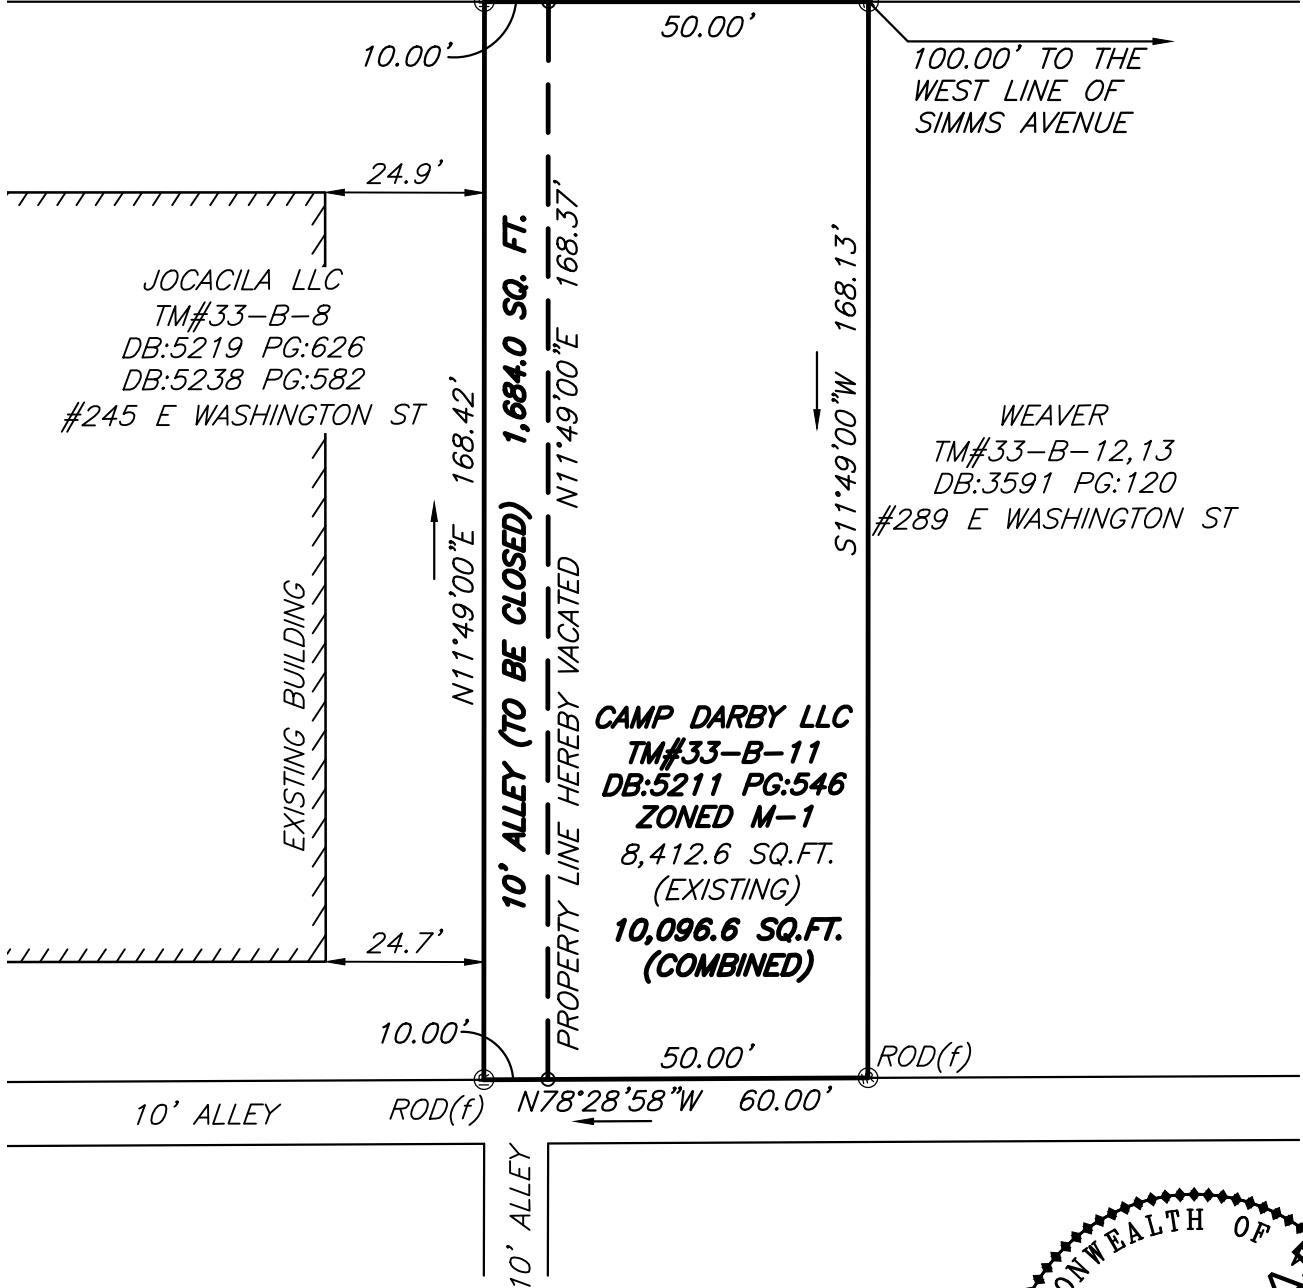 50.00'
10.00'
100.00' TO THE
WEST LINE OF
SIMMS AVENUE
24.9'
JOCACILA LLC
TM#33-B-8
DB:5219 PG:626
DB:5238 PG:582
#245 E WASHINGTON ST
EXISTING BUILDING
N11°49'00"E 168.42'
10' ALLEY (TO BE CLOSED) 1,684.0 SQ. FT.
PROPERTY LINE HEREBY VACATED N11°49'00"E 168.37'
S11°49'00"W 168.13'
WEAVER
TM#33-B-12,13
DB:3591 PG:120
#289 E WASHINGTON ST
CAMP DARBY LLC
TM#33-B-11
DB:5211 PG:546
ZONED M-1
8,412.6 SQ.FT.
(EXISTING)
10,096.6 SQ.FT.
(COMBINED)
24.7'
10.00'
50.00'
ROD(f)
10' ALLEY
ROD(f)
N78°28'58"W 60.00'
10' ALLEY
ONWEALTH OF